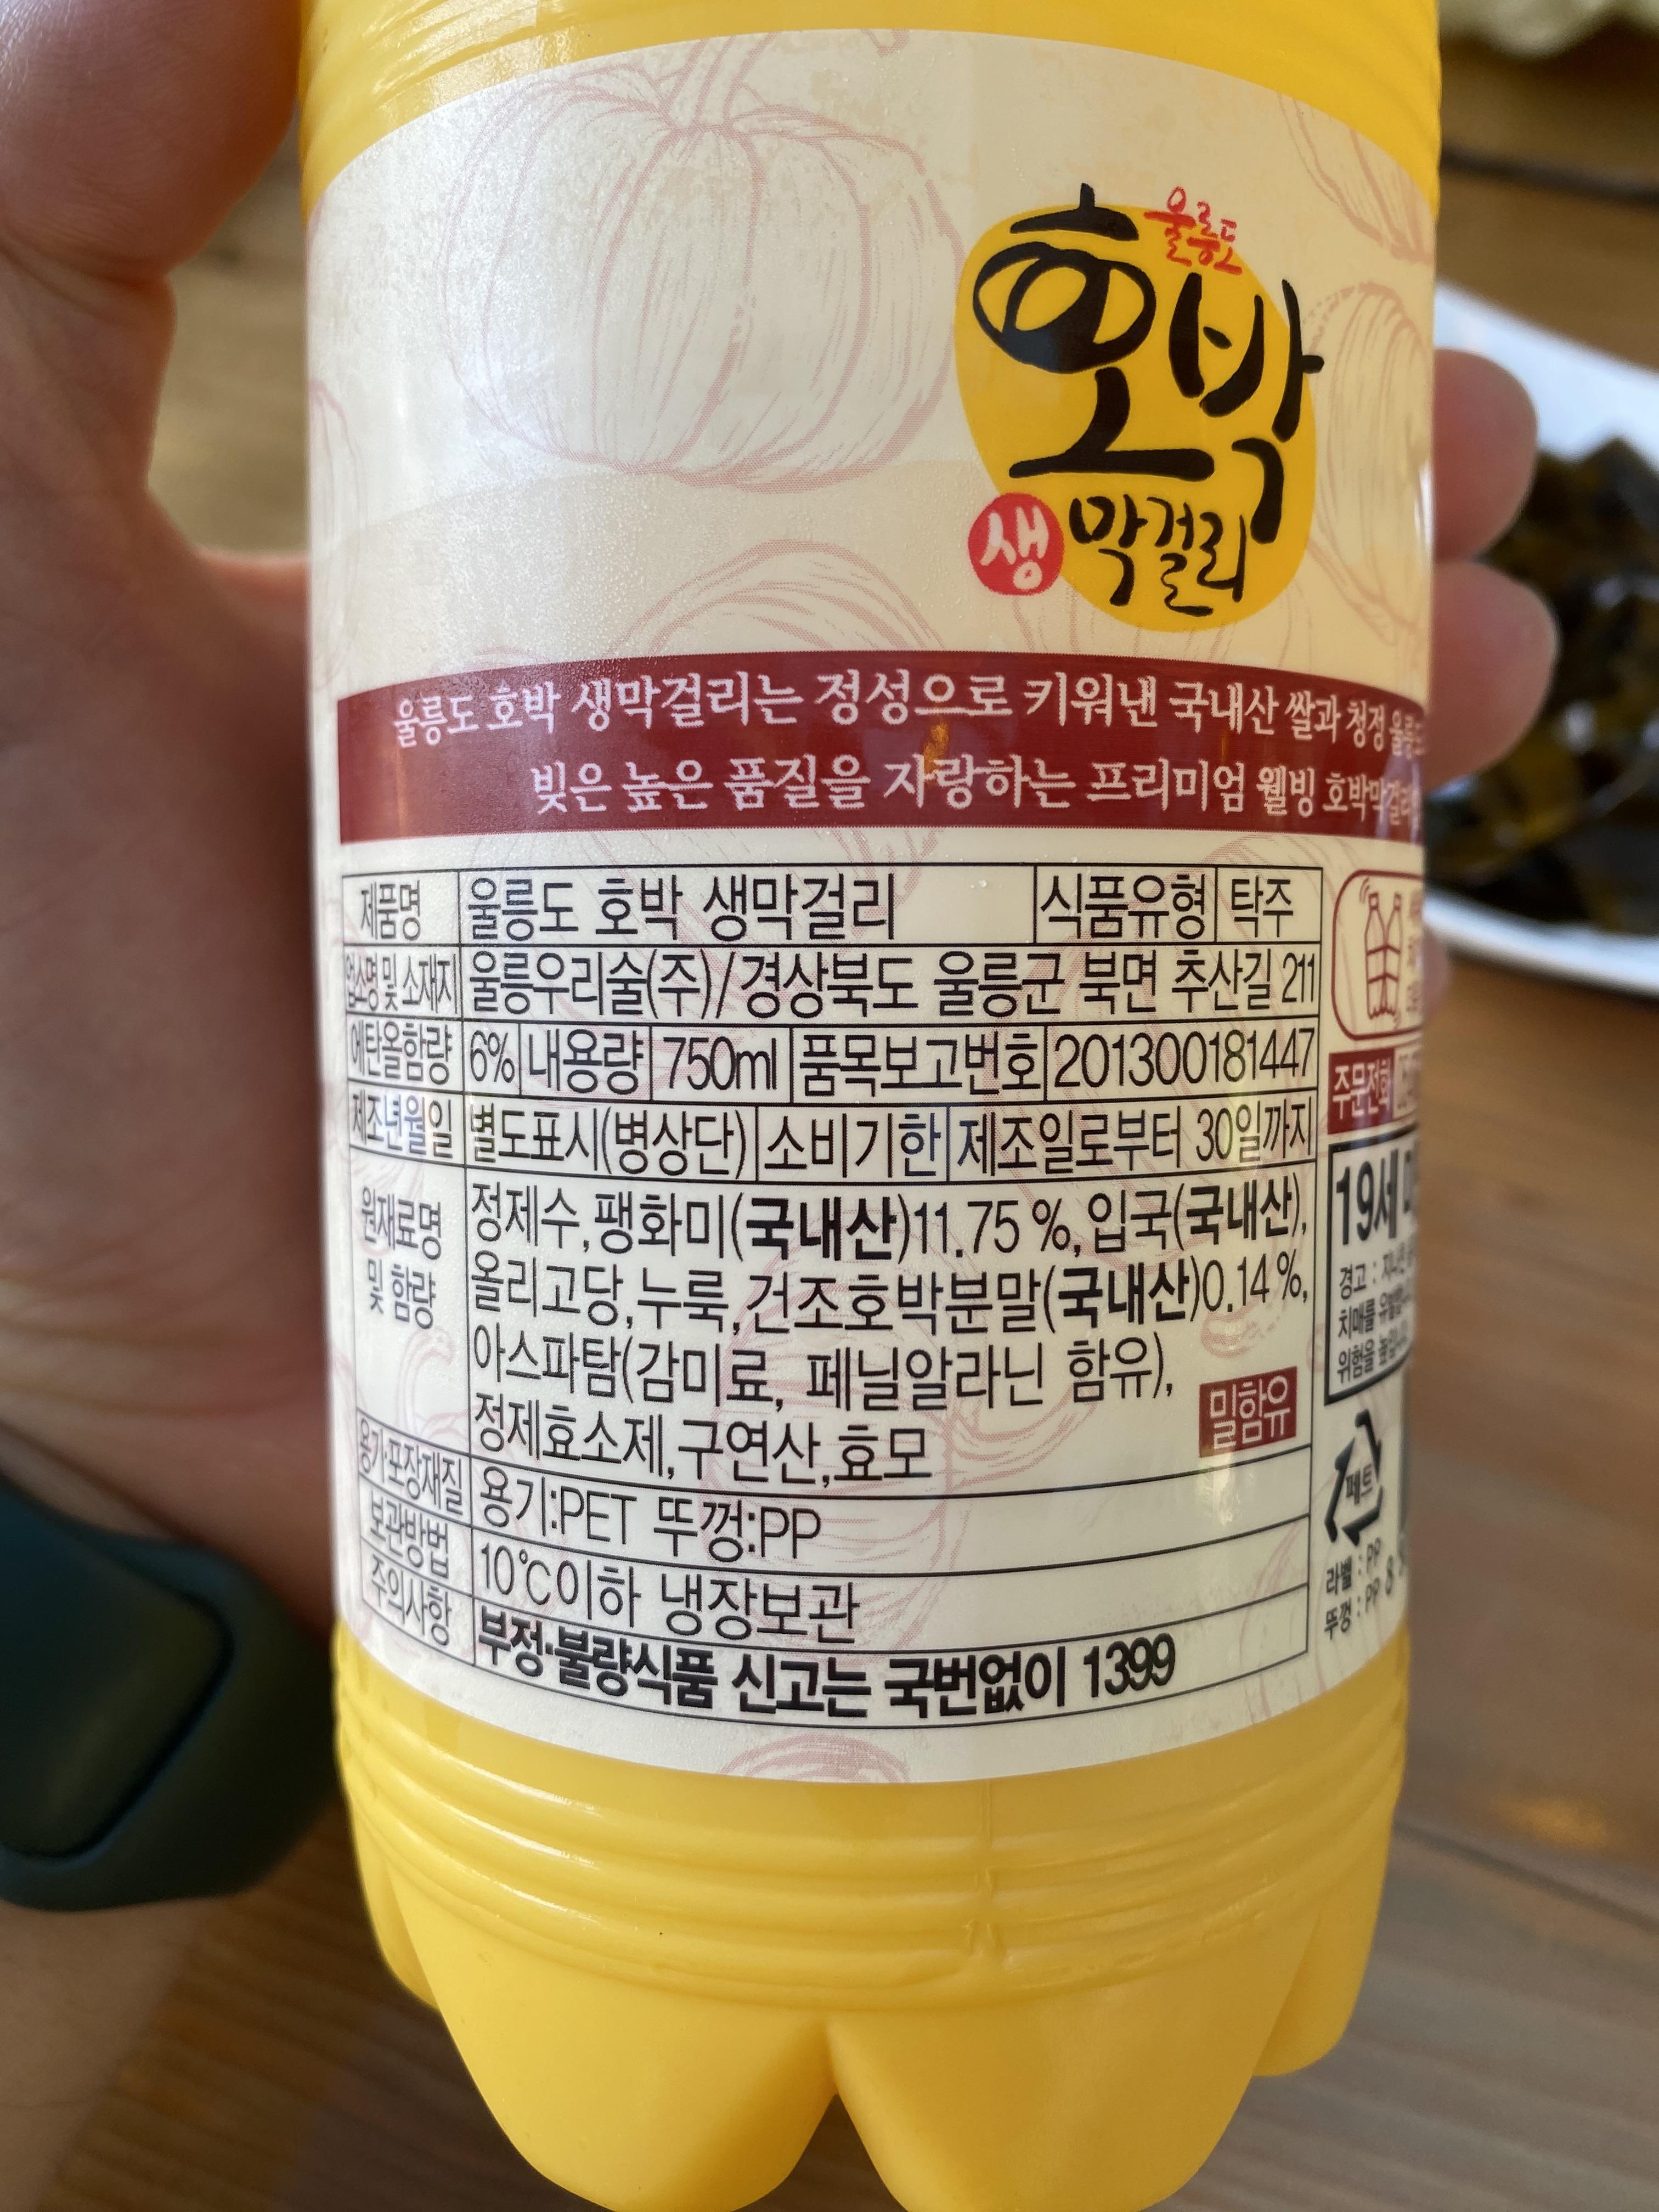 울릉도
호박
생 막걸리
울릉도 호박 생막걸리는 정성으로 키워낸 국내산 쌀과 청정 울릉도
빚은 높은 품질을 자랑하는 프리미엄 웰빙 호박막걸리
제품명 울릉도 호박 생막걸리 식품유형 탁주
업소명 및 소재지 울릉우리술(주)/경상북도 울릉군 북면 추산길 211
에탄올함량 6% 내용량 750ml 품목보고번호 201300181447
제조년월일 별도표시(병상단) 소비기한 제조일로부터 30일까지
원재료명 및 함량 정제수,팽화미(국내산)11.75%,입국(국내산),
올리고당,누룩,건조호박분말(국내산)0.14%,
아스파탐(감미료, 페닐알라닌 함유),
정제효소제,구연산,효모 밀함유
용기·포장재질 용기:PET 뚜껑:PP
보관방법 10℃이하 냉장보관
주의사항 부정·불량식품 신고는 국번없이 1399
주문전화
19세
경고 :
치매를
위험을
페트
라벨 : PP
뚜껑 : PP
8